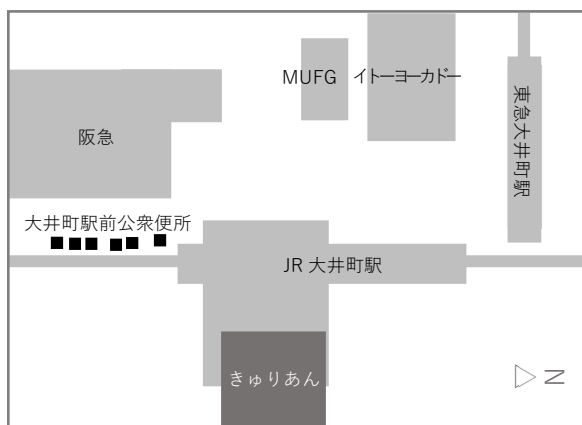 MUFG
イトーヨーカドー
阪急
東急大井町駅
大井町駅前公衆便所
JR 大井町駅
きゅりあん
N